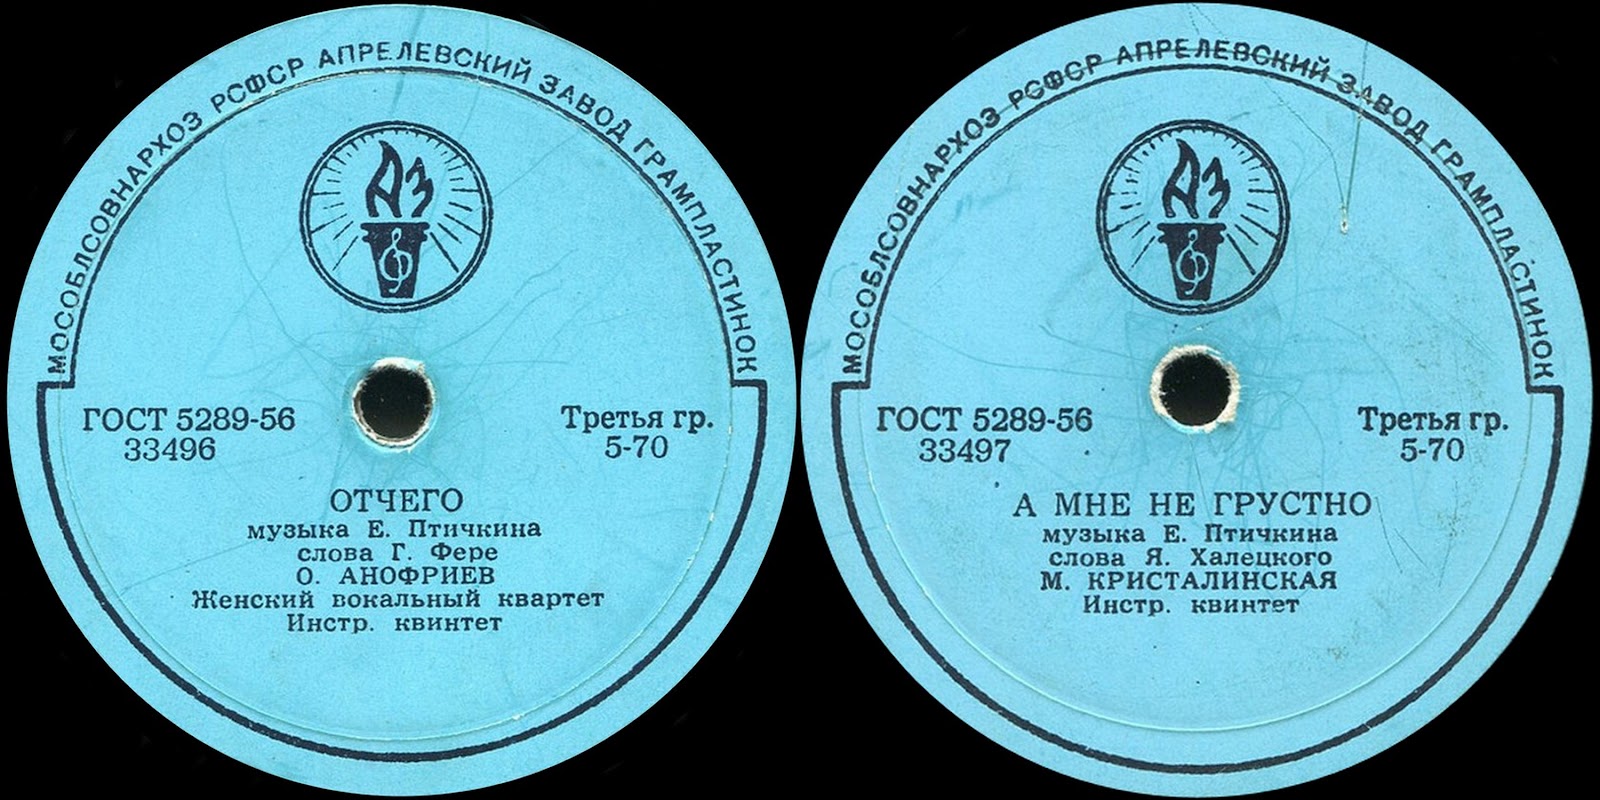 МОСОБЛСОВНАРХОЗ РСФСР АПРЕЛЕВСКИЙ ЗАВОД ГРАМПЛАСТИНОК
АЗ
ГОСТ 5289-56
33496
Третья гр.
5-70
ОТЧЕГО
музыка Е. Птичкина
слова Г. Фере
О. АНОФРИЕВ
Женский вокальный квартет
Инстр. квинтет
МОСОБЛСОВНАРХОЗ РСФСР АПРЕЛЕВСКИЙ ЗАВОД ГРАМПЛАСТИНОК
АЗ
ГОСТ 5289-56
33497
Третья гр.
5-70
А МНЕ НЕ ГРУСТНО
музыка Е. Птичкина
слова Я. Халецкого
М. КРИСТАЛИНСКАЯ
Инстр. квинтет